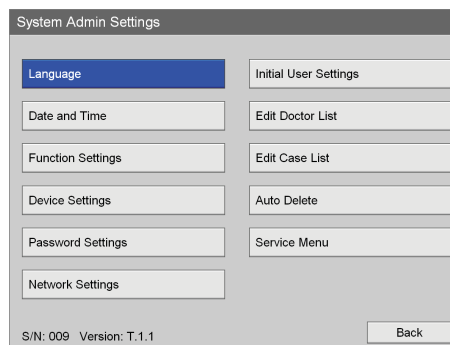 System Admin Settings
Language
Initial User Settings
Date and Time
Edit Doctor List
Function Settings
Edit Case List
Device Settings
Auto Delete
Password Settings
Service Menu
Network Settings
S/N: 009 Version: T.1.1
Back